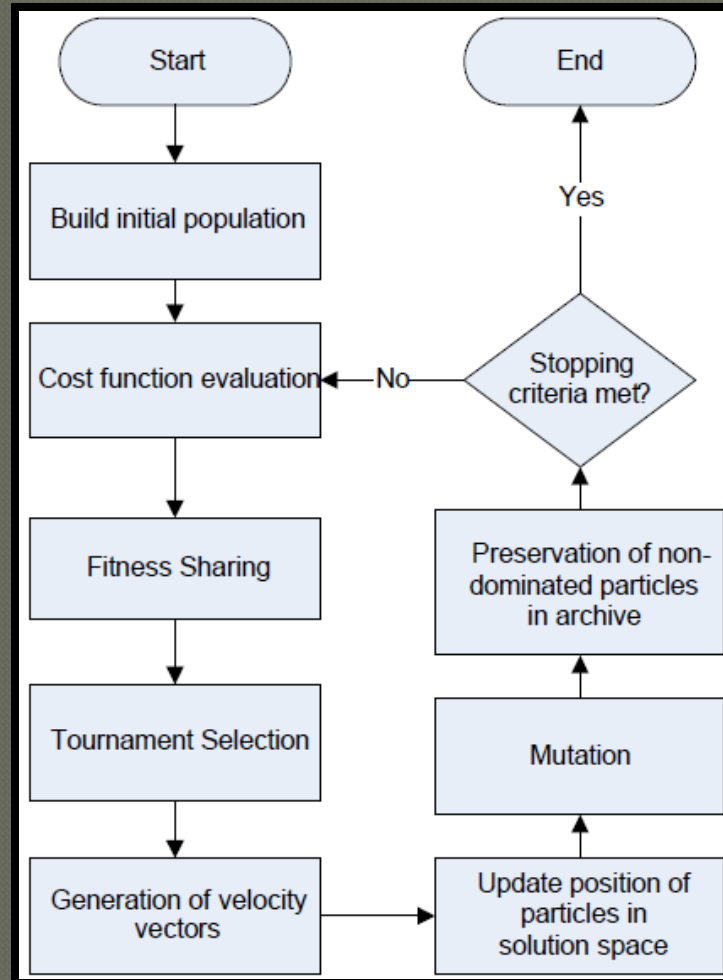 Start
Build initial population
Cost function evaluation
Fitness Sharing
Tournament Selection
Generation of velocity
vectors
Update position of
particles in
solution space
Mutation
Preservation of non-
dominated particles
in archive
Stopping
criteria met?
No
Yes
End